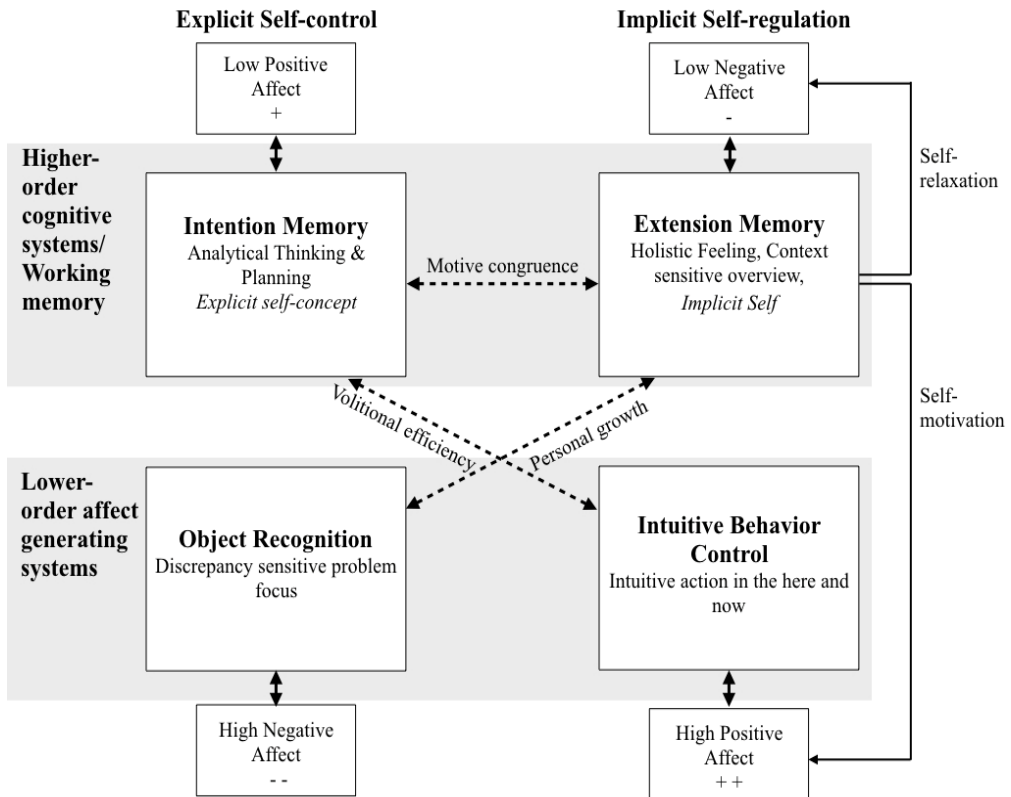 Explicit Self-control
Implicit Self-regulation
Low Positive
Affect
+
Low Negative
Affect
-
Higher-
order
cognitive
systems/
Working
memory
Intention Memory
Analytical Thinking &
Planning
Explicit self-concept
Motive congruence
Extension Memory
Holistic Feeling, Context
sensitive overview,
Implicit Self
Self-
relaxation
Volitional efficiency
Personal growth
Self-
motivation
Lower-
order affect
generating
systems
Object Recognition
Discrepancy sensitive problem
focus
Intuitive Behavior
Control
Intuitive action in the here and
now
High Negative
Affect
- -
High Positive
Affect
+ +